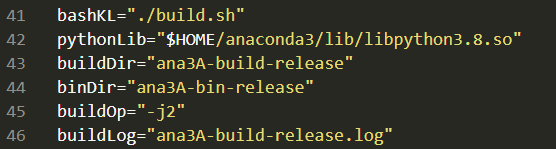 41 bashKL="./build.sh"
42 pythonLib="$HOME/anaconda3/lib/libpython3.8.so"
43 buildDir="ana3A-build-release"
44 binDir="ana3A-bin-release"
45 buildOp="-j2"
46 buildLog="ana3A-build-release.log"